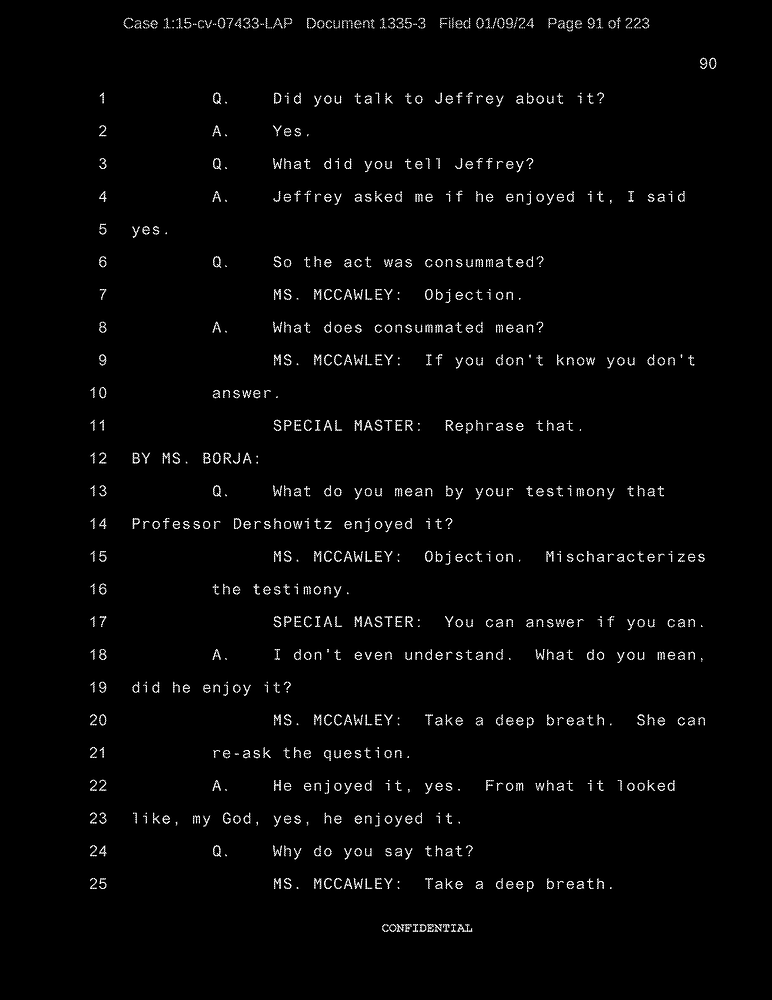 Case 1:15-cv-07433-LAP Document 1335-3 Filed 01/09/24 Page 91 of 223
90
1 Q. Did you talk to Jeffrey about it?
2 A. Yes.
3 Q. What did you tell Jeffrey?
4 A. Jeffrey asked me if he enjoyed it, I said
5 yes.
6 Q. So the act was consummated?
7 MS. MCCAWLEY: Objection.
8 A. What does consummated mean?
9 MS. MCCAWLEY: If you don't know you don't
10 answer.
11 SPECIAL MASTER: Rephrase that.
12 BY MS. BORJA:
13 Q. What do you mean by your testimony that
14 Professor Dershowitz enjoyed it?
15 MS. MCCAWLEY: Objection. Mischaracterizes
16 the testimony.
17 SPECIAL MASTER: You can answer if you can.
18 A. I don't even understand. What do you mean,
19 did he enjoy it?
20 MS. MCCAWLEY: Take a deep breath. She can
21 re-ask the question.
22 A. He enjoyed it, yes. From what it looked
23 like, my God, yes, he enjoyed it.
24 Q. Why do you say that?
25 MS. MCCAWLEY: Take a deep breath.
CONFIDENTIAL